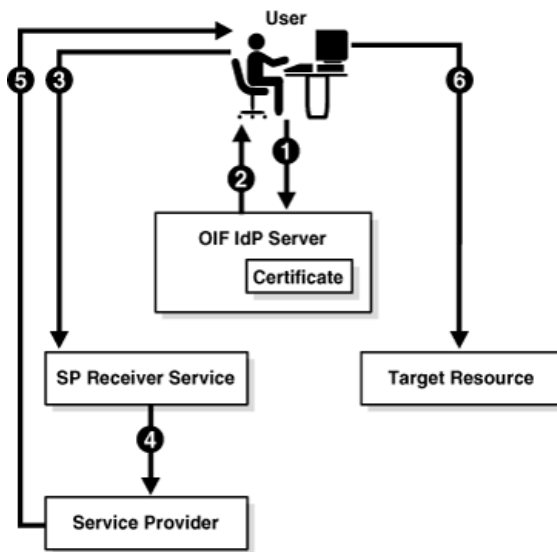 User
5
3
6
1
2
OIF IdP Server
Certificate
SP Receiver Service
Target Resource
4
Service Provider